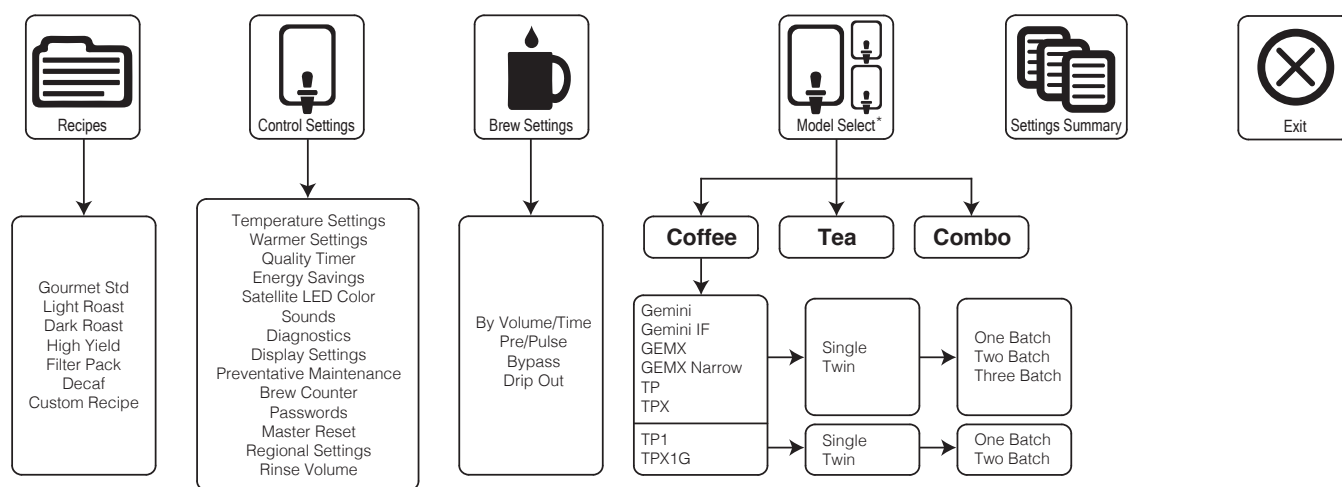 Recipes
Control Settings
Brew Settings
Model Select*
Settings Summary
Exit
Gourmet Std
Light Roast
Dark Roast
High Yield
Filter Pack
Decaf
Custom Recipe
Temperature Settings
Warmer Settings
Quality Timer
Energy Savings
Satellite LED Color
Sounds
Diagnostics
Display Settings
Preventative Maintenance
Brew Counter
Passwords
Master Reset
Regional Settings
Rinse Volume
By Volume/Time
Pre/Pulse
Bypass
Drip Out
Coffee
Tea
Combo
Gemini
Gemini IF
GEMX
GEMX Narrow
TP
TPX
Single
Twin
One Batch
Two Batch
Three Batch
TP1
TPX1G
Single
Twin
One Batch
Two Batch